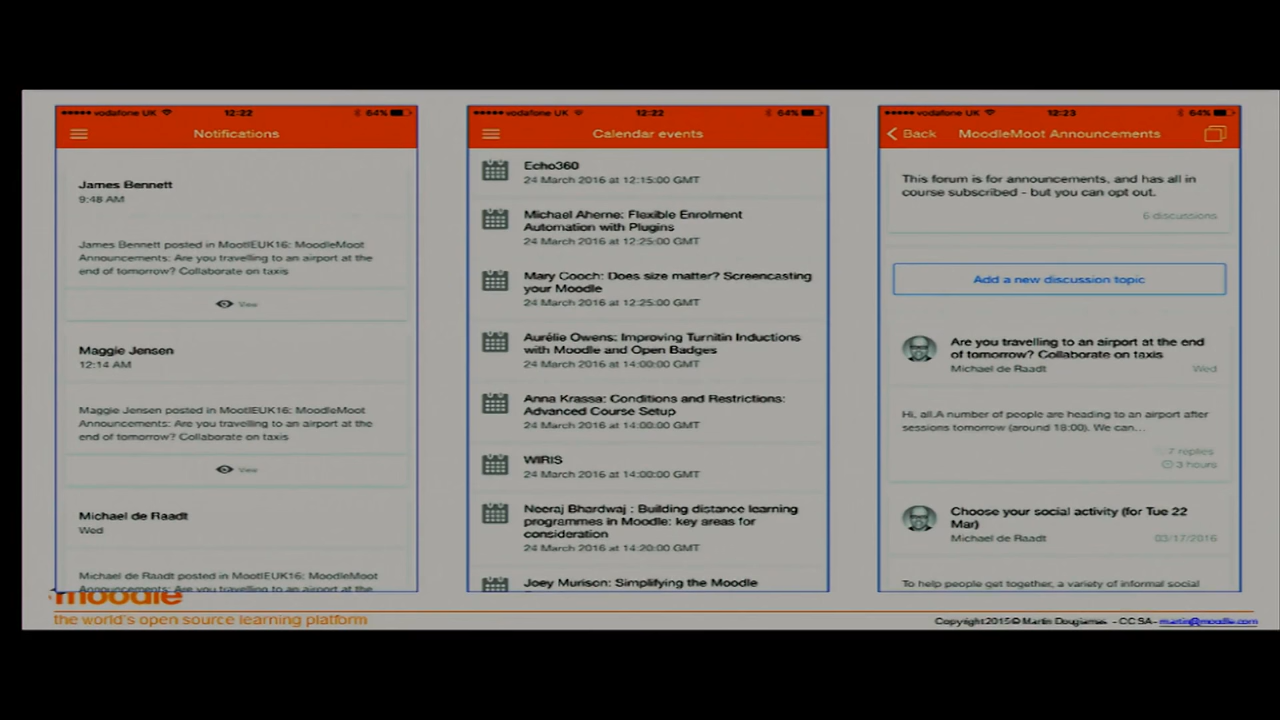 vodafone UK 12:22 64%
Notifications
James Bennett
9:48 AM
James Bennett posted in MootIEUK16: MoodleMoot
Announcements: Are you travelling to an airport at the
end of tomorrow? Collaborate on taxis
View
Maggie Jensen
12:14 AM
Maggie Jensen posted in MootIEUK16: MoodleMoot
Announcements: Are you travelling to an airport at the
end of tomorrow? Collaborate on taxis
View
Michael de Raadt
Wed
Michael de Raadt posted in MootIEUK16: MoodleMoot
Announcements: Are you travelling to an airport at the
vodafone UK 12:22 64%
Calendar events
Echo360
24 March 2016 at 12:15:00 GMT
Michael Aherne: Flexible Enrolment
Automation with Plugins
24 March 2016 at 12:25:00 GMT
Mary Cooch: Does size matter? Screencasting
your Moodle
24 March 2016 at 12:25:00 GMT
Aurélie Owens: Improving Turnitin Inductions
with Moodle and Open Badges
24 March 2016 at 14:00:00 GMT
Anna Krassa: Conditions and Restrictions:
Advanced Course Setup
24 March 2016 at 14:00:00 GMT
WIRIS
24 March 2016 at 14:00:00 GMT
Neeraj Bhardwaj : Building distance learning
programmes in Moodle: key areas for
consideration
24 March 2016 at 14:20:00 GMT
Joey Murison: Simplifying the Moodle
vodafone UK 12:23 64%
Back MoodleMoot Announcements
This forum is for announcements, and has all in
course subscribed - but you can opt out.
6 discussions
Add a new discussion topic
Are you travelling to an airport at the end
of tomorrow? Collaborate on taxis
Michael de Raadt Wed
Hi, all.A number of people are heading to an airport after
sessions tomorrow (around 18:00). We can...
7 replies
3 hours
Choose your social activity (for Tue 22
Mar)
Michael de Raadt 03/17/2016
To help people get together, a variety of informal social
moodle
the world's open source learning platform
Copyright 2015 © Martin Dougiamas - CC SA - martin@moodle.com